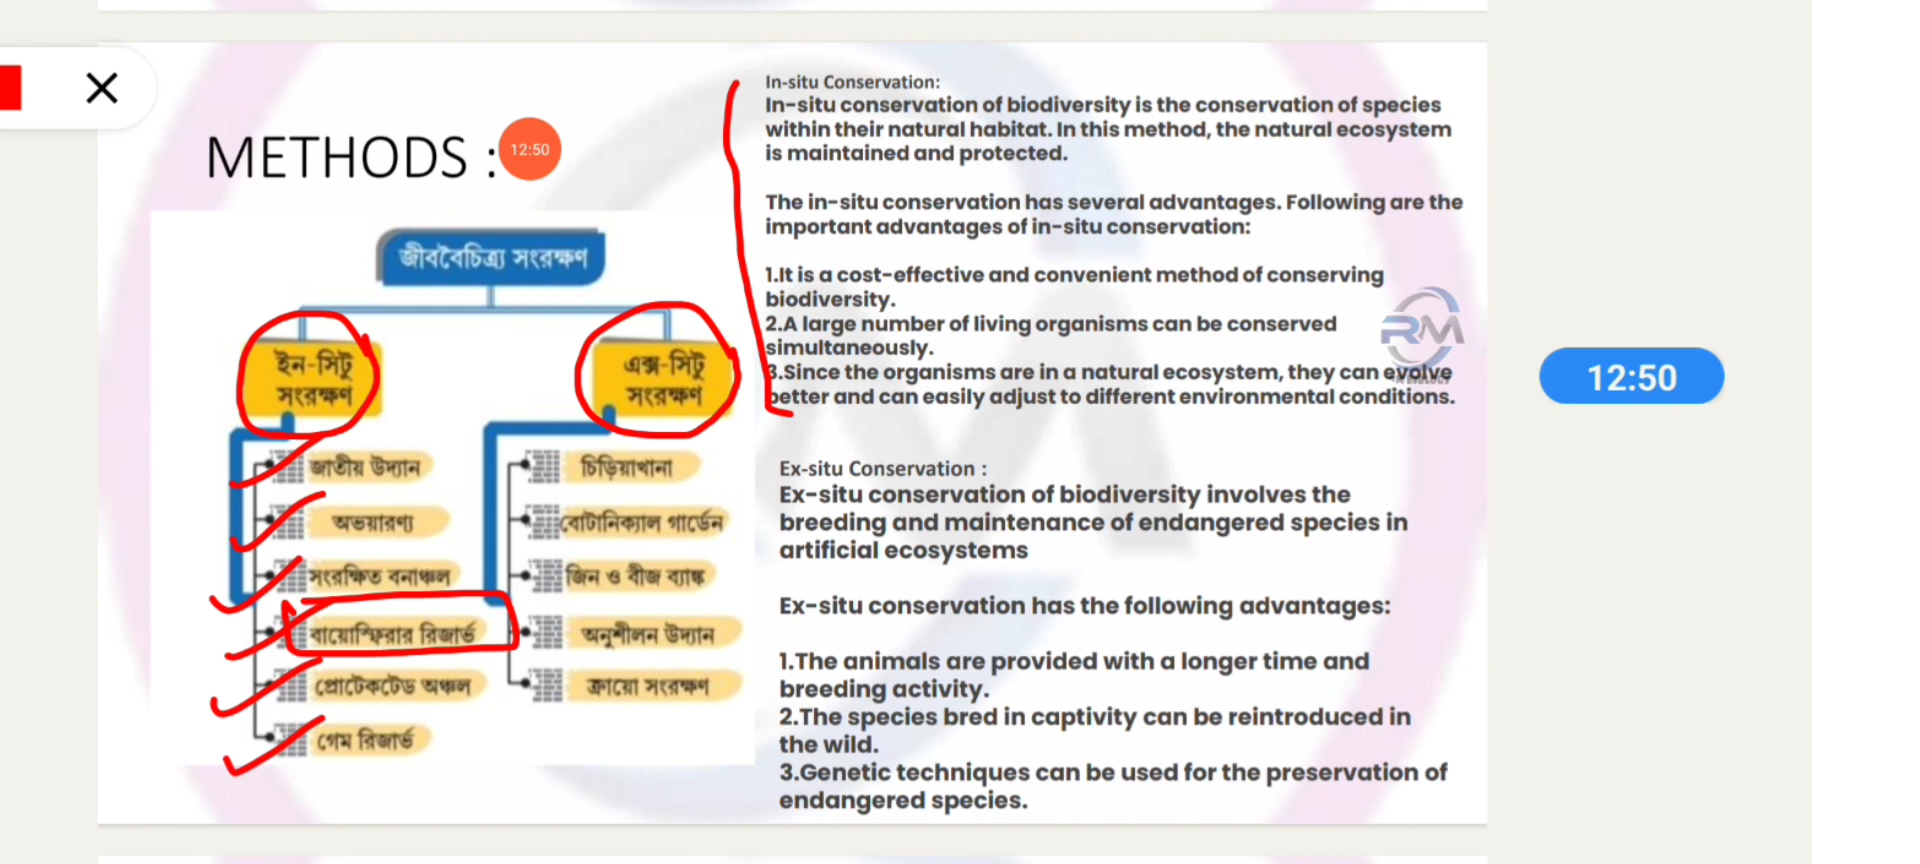 METHODS :
12:50
জীববৈচিত্র্য সংরক্ষণ
ইন-সিটু
সংরক্ষণ
জাতীয় উদ্যান
অভয়ারণ্য
সংরক্ষিত বনাঞ্চল
বায়োস্ফিরার রিজার্ভ
প্রোটেকটেড অঞ্চল
গেম রিজার্ভ
এক্স-সিটু
সংরক্ষণ
চিড়িয়াখানা
বোটানিক্যাল গার্ডেন
জিন ও বীজ ব্যাঙ্ক
অনুশীলন উদ্যান
ক্রায়ো সংরক্ষণ
In-situ Conservation:
In-situ conservation of biodiversity is the conservation of species
within their natural habitat. In this method, the natural ecosystem
is maintained and protected.
The in-situ conservation has several advantages. Following are the
important advantages of in-situ conservation:
1.It is a cost-effective and convenient method of conserving
biodiversity.
2.A large number of living organisms can be conserved
simultaneously.
3.Since the organisms are in a natural ecosystem, they can evolve
better and can easily adjust to different environmental conditions.
RM
Ex-situ Conservation :
Ex-situ conservation of biodiversity involves the
breeding and maintenance of endangered species in
artificial ecosystems
Ex-situ conservation has the following advantages:
1.The animals are provided with a longer time and
breeding activity.
2.The species bred in captivity can be reintroduced in
the wild.
3.Genetic techniques can be used for the preservation of
endangered species.
12:50